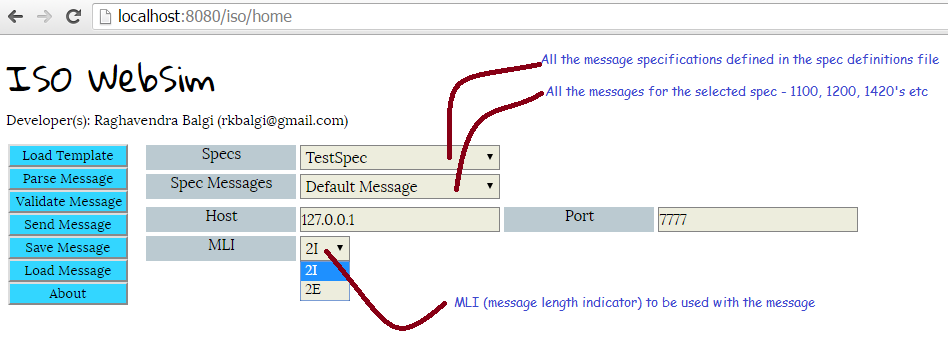 localhost:8080/iso/home
All the message specifications defined in the spec definitions file
ISO WebSim
All the messages for the selected spec - 1100, 1200, 1420's etc
Developer(s): Raghavendra Balgi (rkbalgi@gmail.com)
Load Template Specs TestSpec
Parse Message Spec Messages Default Message
Validate Message
Send Message Host 127.0.0.1 Port 7777
Save Message MLI 2I
Load Message 2I
About 2E
MLI (message length indicator) to be used with the message